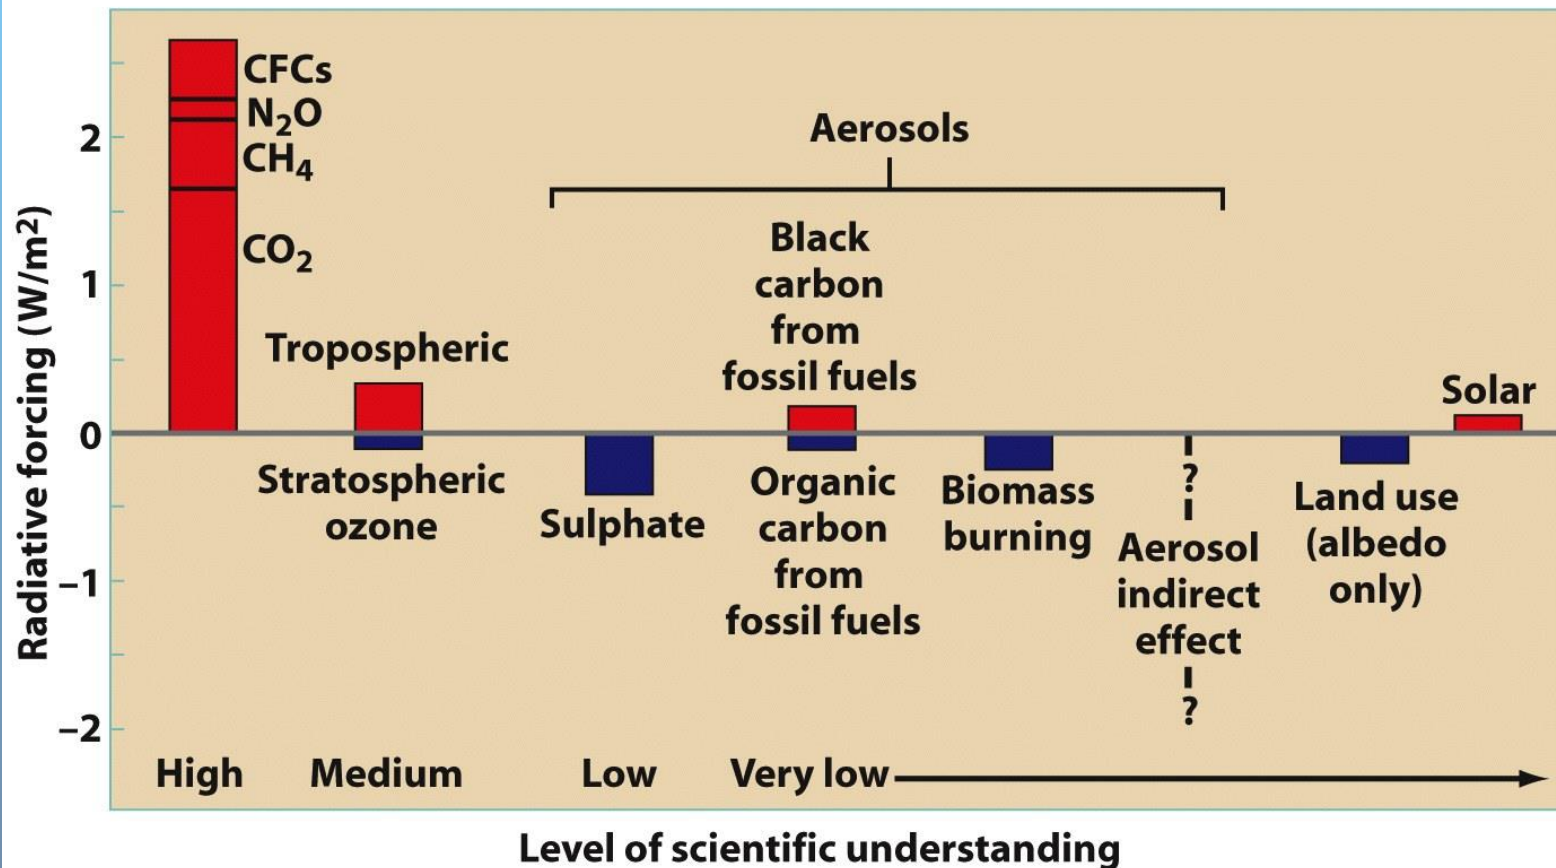 CFCs
N₂O
CH₄
CO₂
2
1
0
–1
–2
Radiative forcing (W/m²)
Tropospheric
Stratospheric
ozone
Aerosols
Sulphate
Black
carbon
from
fossil fuels
Organic
carbon
from
fossil fuels
Biomass
burning
?
Aerosol
indirect
effect
?
Land use
(albedo
only)
Solar
High
Medium
Low
Very low
Level of scientific understanding